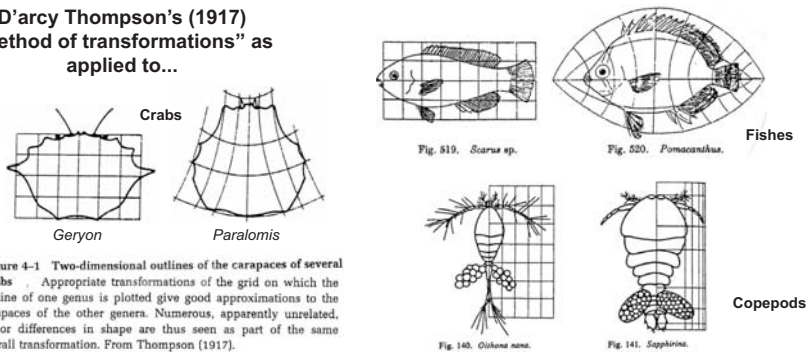 D'arcy Thompson's (1917)
ethod of transformations" as
applied to...
Crabs
Geryon
Paralomis
ure 4–1 Two-dimensional outlines of the carapaces of several
bs . Appropriate transformations of the grid on which the
ine of one genus is plotted give good approximations to the
paces of the other genera. Numerous, apparently unrelated,
or differences in shape are thus seen as part of the same
rall transformation. From Thompson (1917).
Fig. 519. Scarus sp.
Fig. 520. Pomacanthus.
Fishes
Fig. 140. Oithona nana.
Fig. 141. Sapphirina.
Copepods